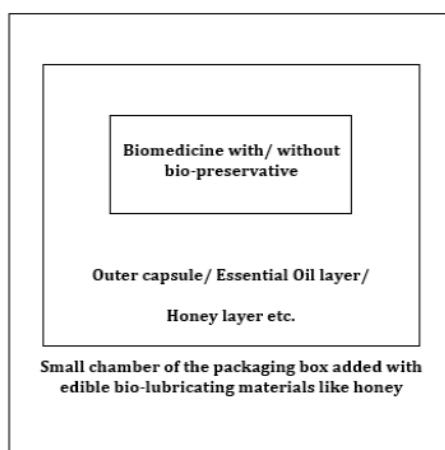 Biomedicine with/ without
bio-preservative
Outer capsule/ Essential Oil layer/
Honey layer etc.
Small chamber of the packaging box added with
edible bio-lubricating materials like honey